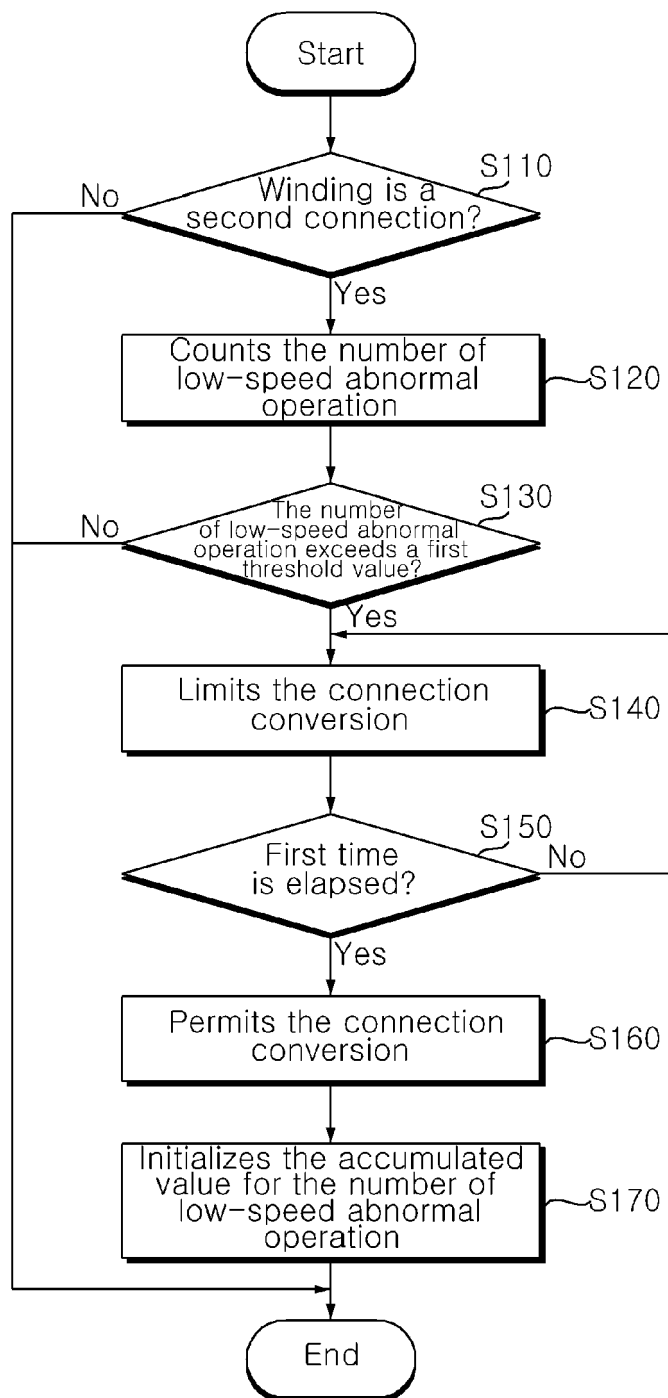 Start
S110
No
Winding is a
second connection?
Yes
Counts the number of
low-speed abnormal
operation
S120
S130
No
The number
of low-speed abnormal
operation exceeds a first
threshold value?
Yes
Limits the connection
conversion
S140
S150
First time
is elapsed?
No
Yes
Permits the connection
conversion
S160
Initializes the accumulated
value for the number of
low-speed abnormal
operation
S170
End